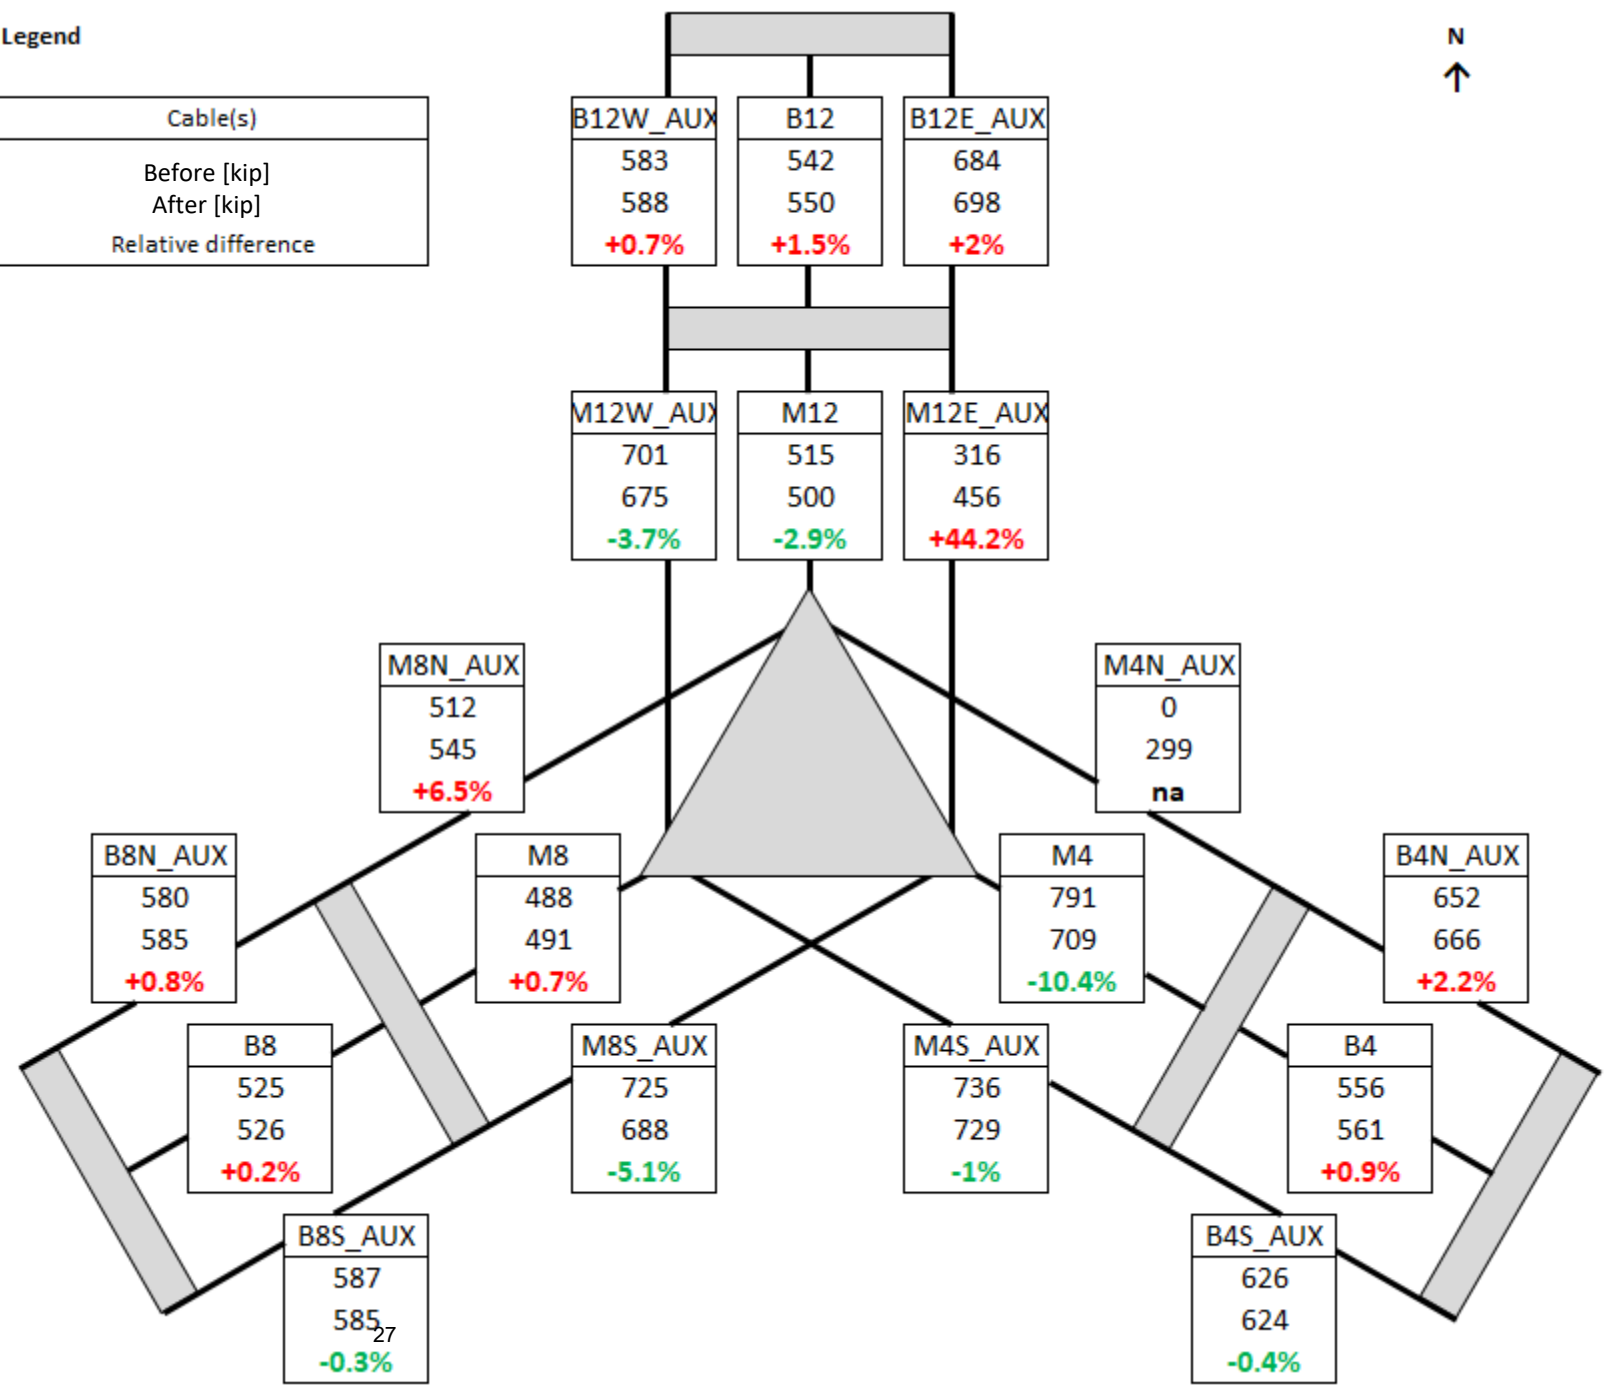 Legend
N
↑
Cable(s)
Before [kip]
After [kip]
Relative difference
B12W_AUX
583
588
+0.7%
B12
542
550
+1.5%
B12E_AUX
684
698
+2%
M12W_AUX
701
675
-3.7%
M12
515
500
-2.9%
M12E_AUX
316
456
+44.2%
M8N_AUX
512
545
+6.5%
M4N_AUX
0
299
na
B8N_AUX
580
585
+0.8%
M8
488
491
+0.7%
M4
791
709
-10.4%
B4N_AUX
652
666
+2.2%
B8
525
526
+0.2%
M8S_AUX
725
688
-5.1%
M4S_AUX
736
729
-1%
B4
556
561
+0.9%
B8S_AUX
587
585
27
-0.3%
B4S_AUX
626
624
-0.4%